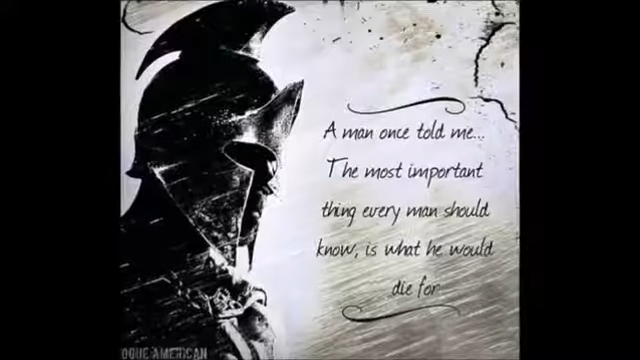 A man once told me...
The most important
thing every man should
know, is what he would
die for